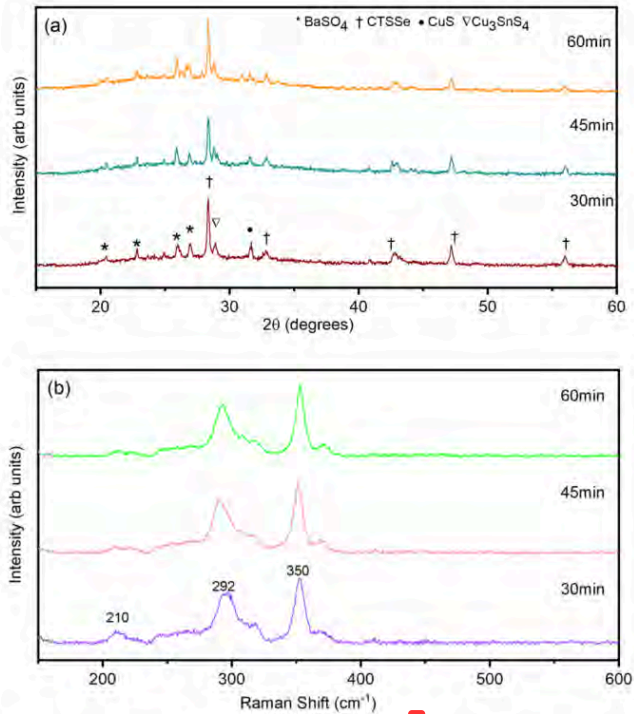 (a)
* BaSO4 † CTSSe • CuS ∇Cu3SnS4
60min
45min
30min
* * * * † ∇ • † † † †
Intensity (arb units)
20 30 40 50 60
2θ (degrees)
(b)
60min
45min
30min
210 292 350
Intensity (arb units)
200 300 400 500 600
Raman Shift (cm-1)